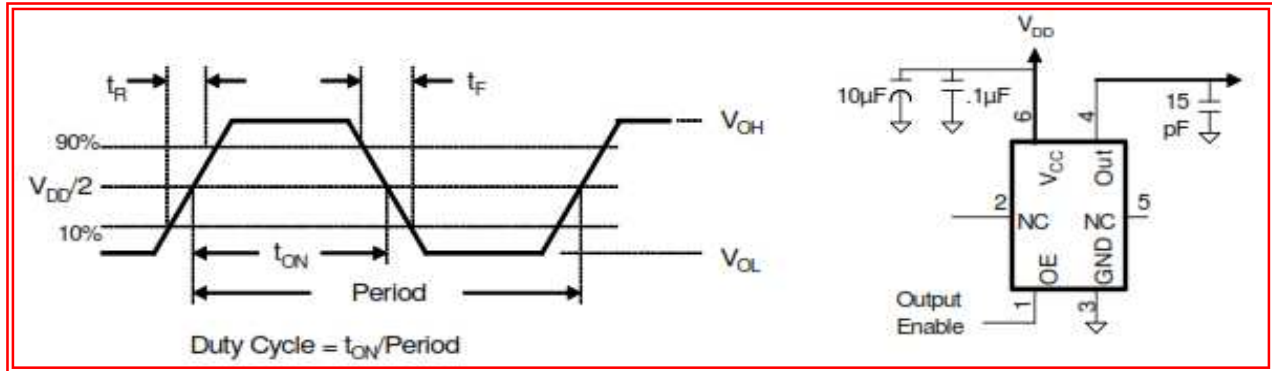 tR
tF
90%
VDD/2
10%
VOH
VOL
tON
Period
Duty Cycle = tON/Period
VDD
10µF
.1µF
15
pF
6
4
VCC
Out
2
NC
NC
5
OE
GND
Output
Enable
1
3